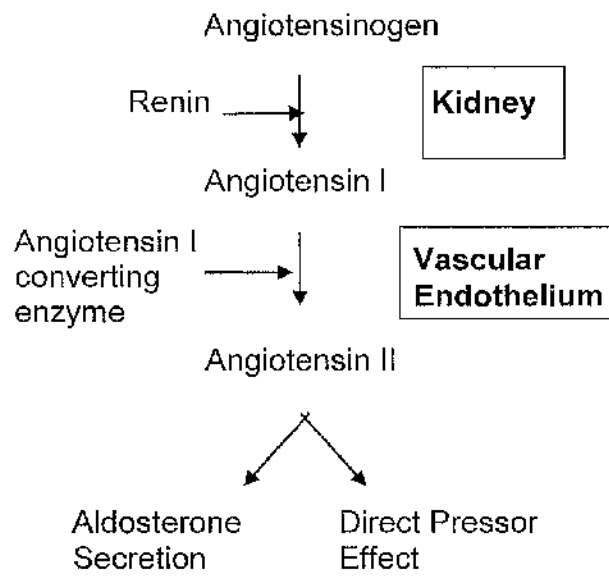 Angiotensinogen
Renin
Kidney
Angiotensin I
Angiotensin I
converting
enzyme
Vascular
Endothelium
Angiotensin II
Aldosterone
Secretion
Direct Pressor
Effect